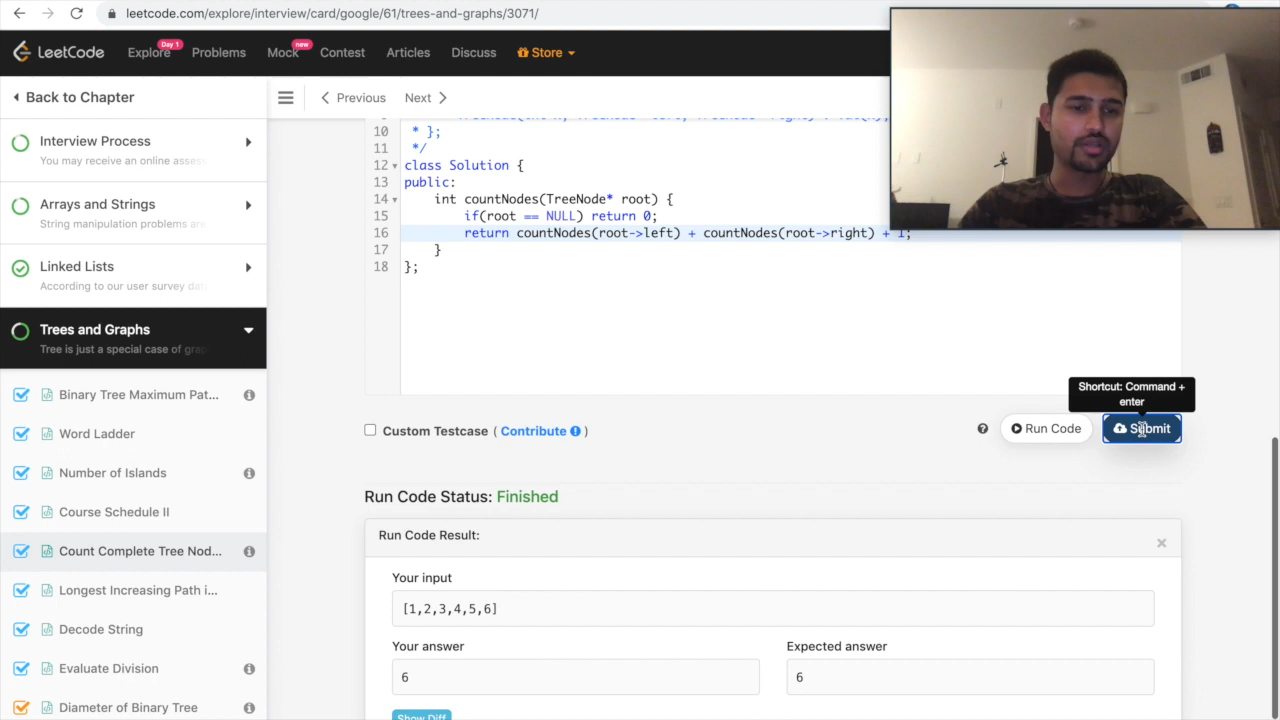 leetcode.com/explore/interview/card/google/61/trees-and-graphs/3071/
LeetCode
Explore
Day 1
Problems
Mock
new
Contest
Articles
Discuss
Store
Back to Chapter
Previous
Next
Interview Process
You may receive an online asses
Arrays and Strings
String manipulation problems are
Linked Lists
According to our user survey dat
Trees and Graphs
Tree is just a special case of grap
Binary Tree Maximum Pat...
Word Ladder
Number of Islands
Course Schedule II
Count Complete Tree Nod...
Longest Increasing Path i...
Decode String
Evaluate Division
Diameter of Binary Tree
10 * };
11 */
12 class Solution {
13 public:
14 int countNodes(TreeNode* root) {
15 if(root == NULL) return 0;
16 return countNodes(root->left) + countNodes(root->right) + 1;
17 }
18 };
Shortcut: Command + 
enter
Custom Testcase ( Contribute )
Run Code
Submit
Run Code Status: Finished
Run Code Result:
Your input
[1,2,3,4,5,6]
Your answer
Expected answer
6
6
Show Diff